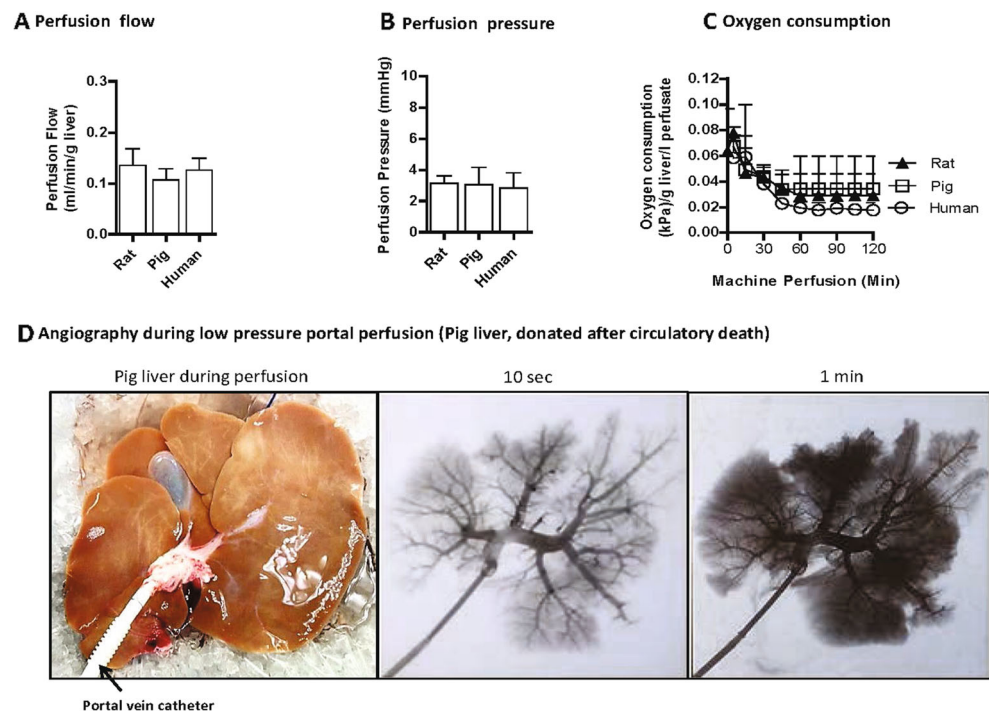 A Perfusion flow
Perfusion Flow
(ml/min/g liver)
0.3
0.2
0.1
0.0
Rat
Pig
Human
B Perfusion pressure
Perfusion Pressure (mmHg)
10
8
6
4
2
0
Rat
Pig
Human
C Oxygen consumption
Oxygen consumption
(kPa)/g liver/l perfusate
0.12
0.10
0.08
0.06
0.04
0.02
0.00
0 30 60 90 120
Machine Perfusion (Min)
Rat
Pig
Human
D Angiography during low pressure portal perfusion (Pig liver, donated after circulatory death)
Pig liver during perfusion
10 sec
1 min
Portal vein catheter